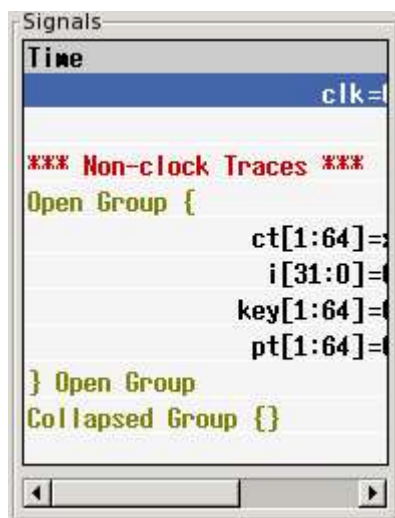 Signals
Time
clk=
*** Non-clock Traces ***
Open Group {
ct[1:64]=
i[31:0]=
key[1:64]=
pt[1:64]=
} Open Group
Collapsed Group {}